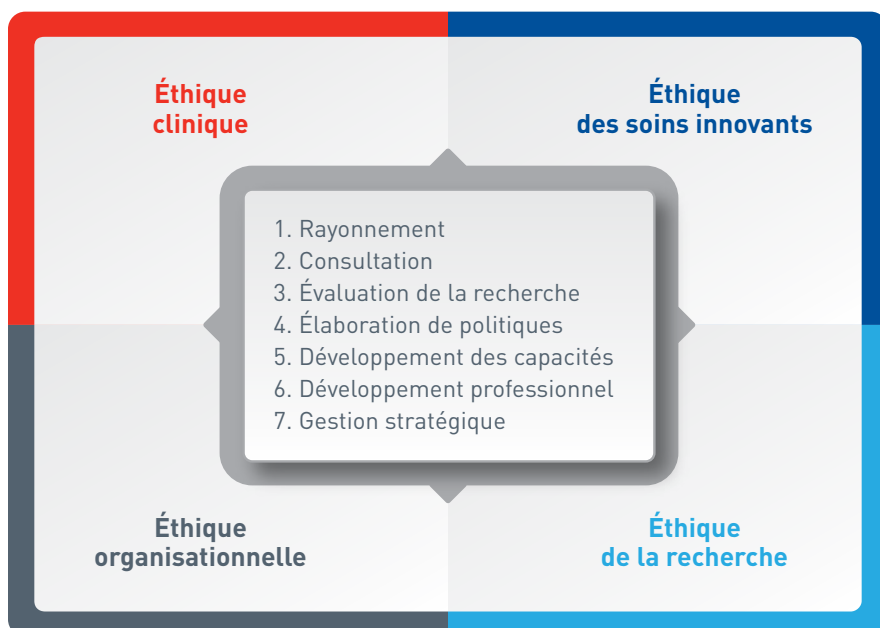 Éthique
clinique
Éthique
des soins innovants
1. Rayonnement
2. Consultation
3. Évaluation de la recherche
4. Élaboration de politiques
5. Développement des capacités
6. Développement professionnel
7. Gestion stratégique
Éthique
organisationnelle
Éthique
de la recherche